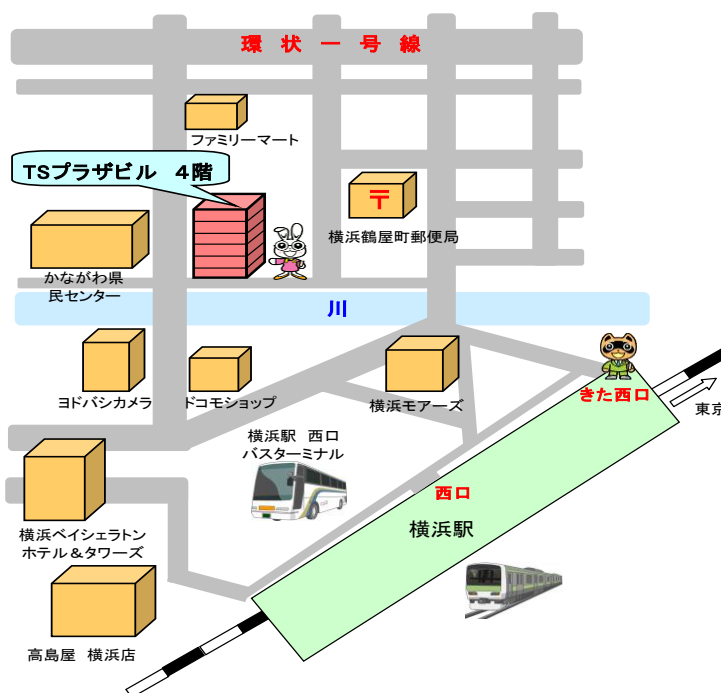 環 状 一 号 線
ファミリーマート
TSプラザビル 4階
〒
横浜鶴屋町郵便局
かながわ県
民センター
川
ヨドバシカメラ
ドコモショップ
横浜モアーズ
きた西口
東京
横浜駅 西口
バスターミナル
西口
横浜駅
横浜ベイシェラトン
ホテル&タワーズ
高島屋 横浜店